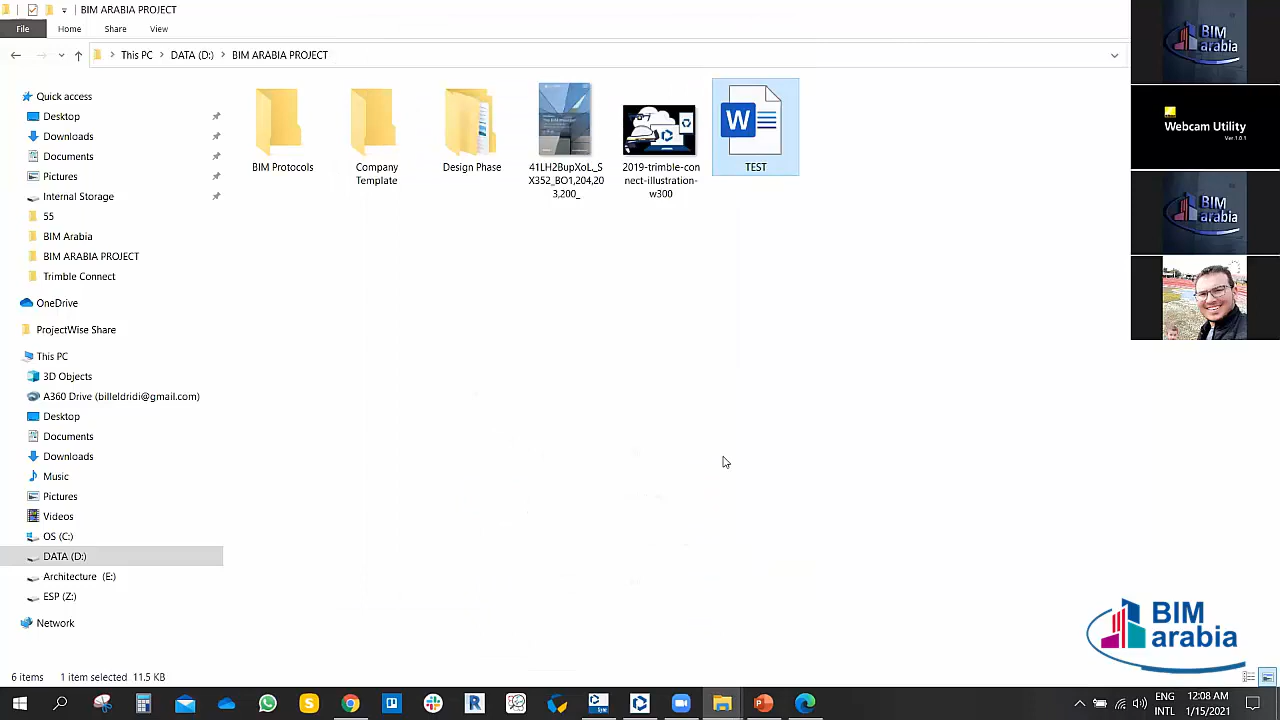 BIM ARABIA PROJECT
File
Home
Share
View
This PC
DATA (D:)
BIM ARABIA PROJECT
Quick access
Desktop
Downloads
Documents
Pictures
Internal Storage
55
BIM Arabia
BIM ARABIA PROJECT
Trimble Connect
OneDrive
ProjectWise Share
This PC
3D Objects
A360 Drive (billeldridi@gmail.com)
Desktop
Documents
Downloads
Music
Pictures
Videos
OS (C:)
DATA (D:)
Architecture (E:)
ESP (Z:)
Network
BIM Protocols
Company
Template
Design Phase
41LH2BupXoL._S
X352_BO1,204,20
3,200_
2019-trimble-con
nect-illustration-
w300
W
TEST
BIM
arabia
Webcam Utility
Ver.1.0.1
BIM
arabia
BIM
arabia
6 items
1 item selected 11.5 KB
ENG
INTL
12:08 AM
1/15/2021